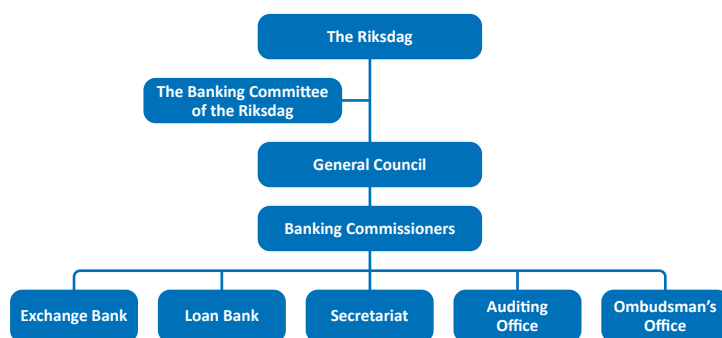 The Riksdag
The Banking Committee
of the Riksdag
General Council
Banking Commissioners
Exchange Bank
Loan Bank
Secretariat
Auditing
Office
Ombudsman's
Office